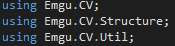 using Emgu.CV;
using Emgu.CV.Structure;
using Emgu.CV.Util;